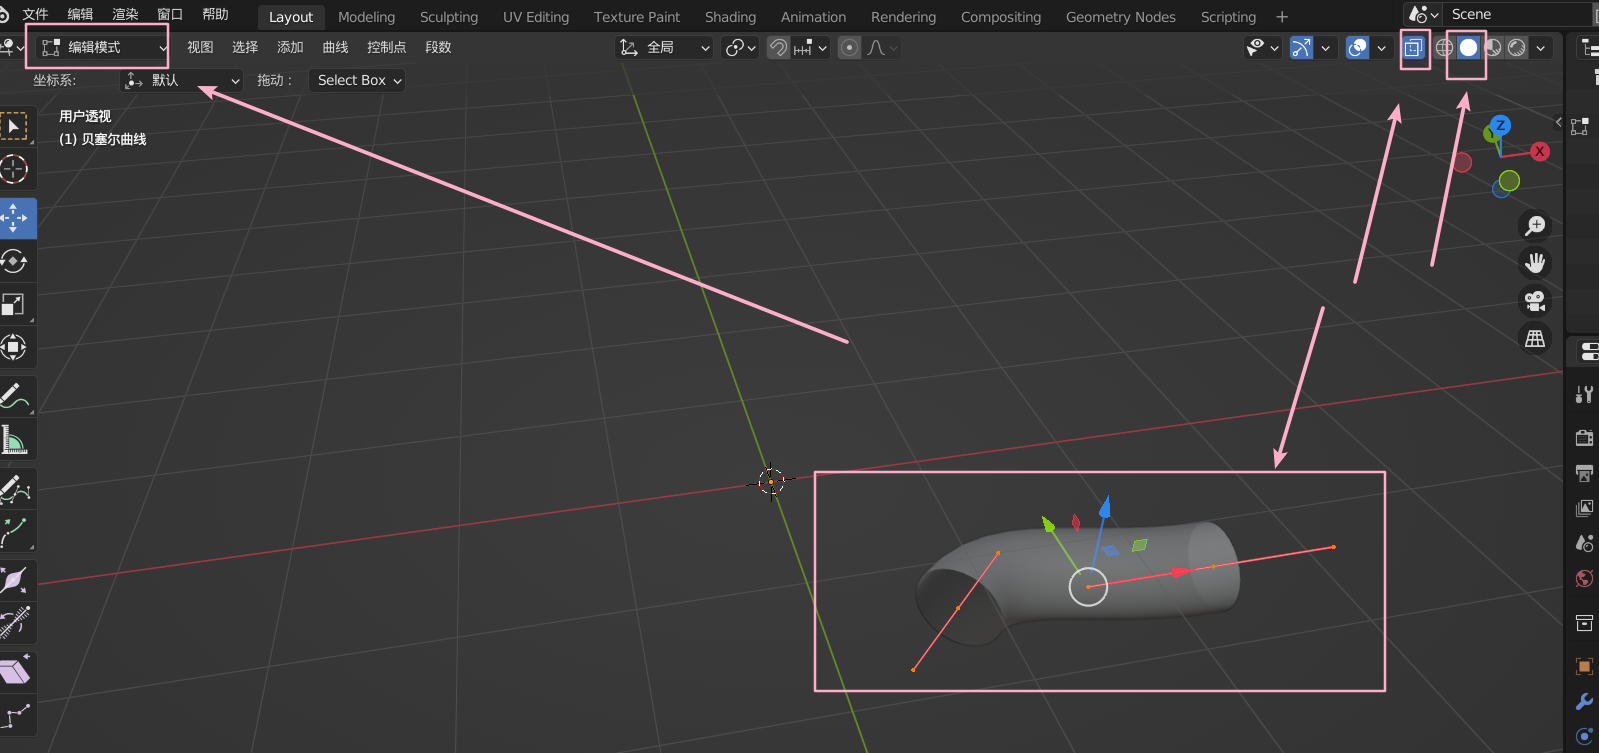 文件 编辑 渲染 窗口 帮助 Layout Modeling Sculpting UV Editing Texture Paint Shading Animation Rendering Compositing Geometry Nodes Scripting + Scene
编辑模式 视图 选择 添加 曲线 控制点 段数 全局
坐标系: 默认 拖动: Select Box
用户透视
(1) 贝塞尔曲线
Z
Y
X